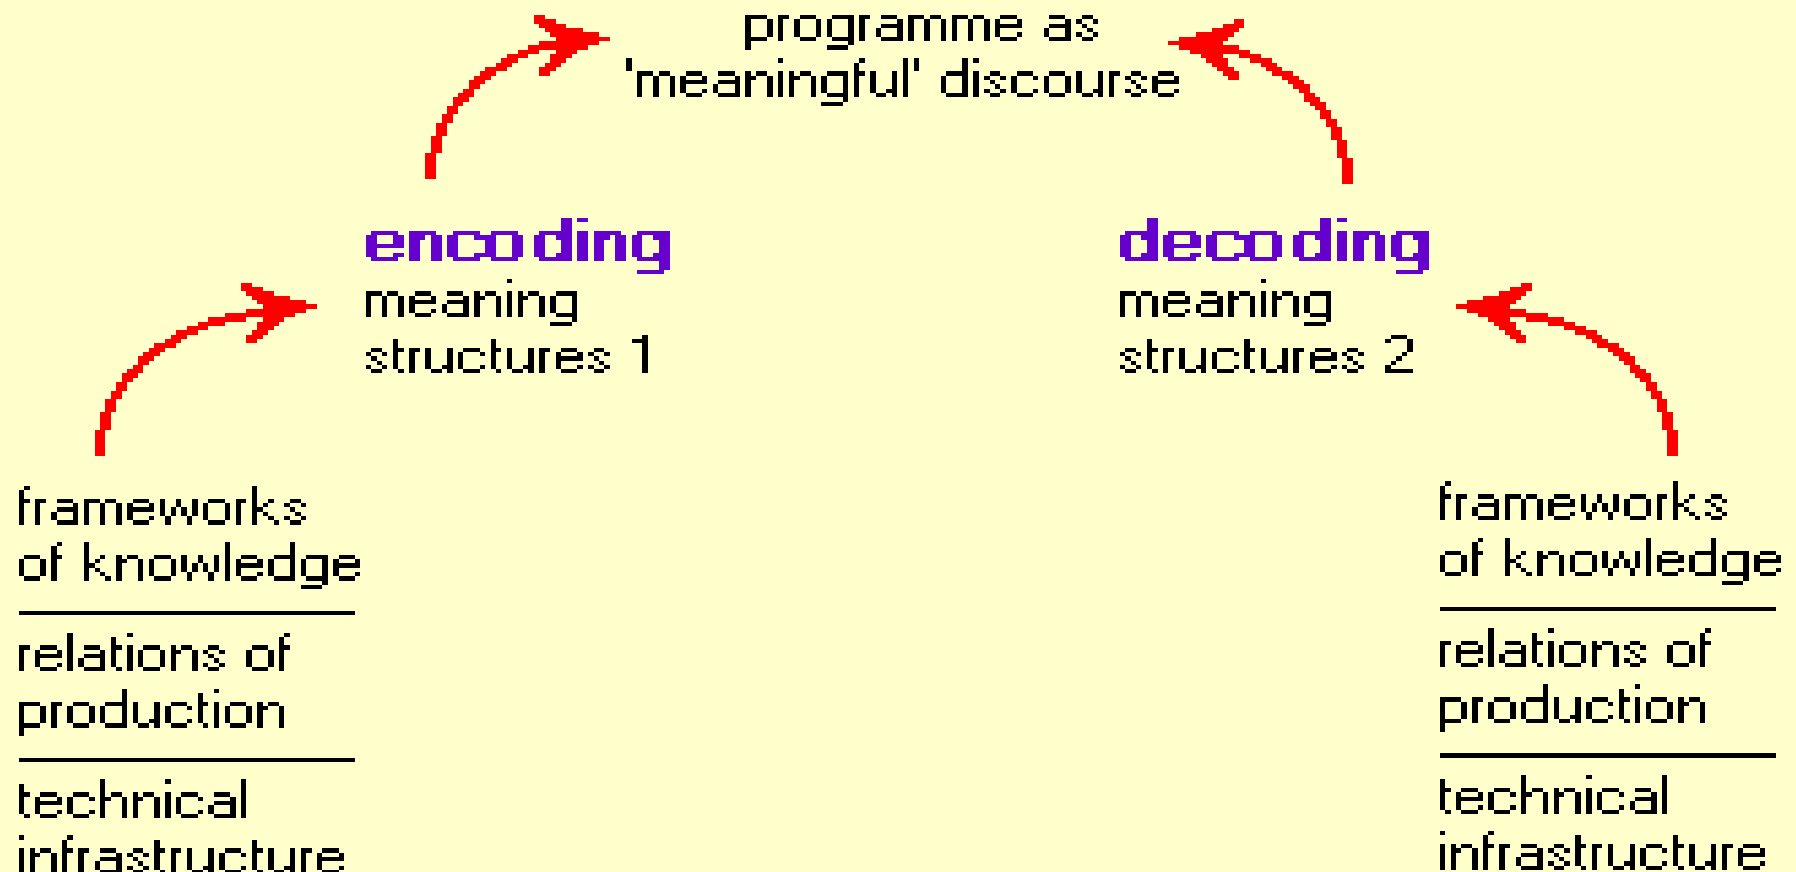 programme as
'meaningful' discourse
encoding
meaning
structures 1
decoding
meaning
structures 2
frameworks
of knowledge
relations of
production
technical
infrastructure
frameworks
of knowledge
relations of
production
technical
infrastructure